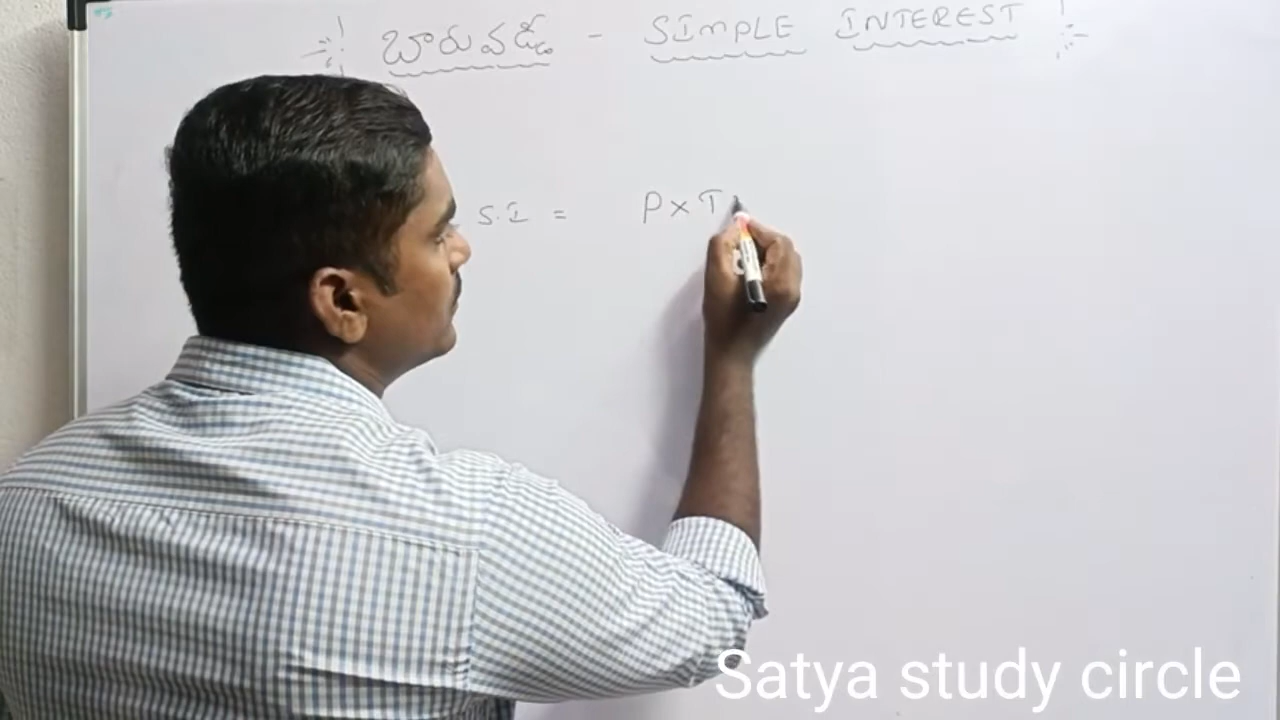 బారువడ్డీ - SIMPLE INTEREST
S.I = P×T
Satya study circle